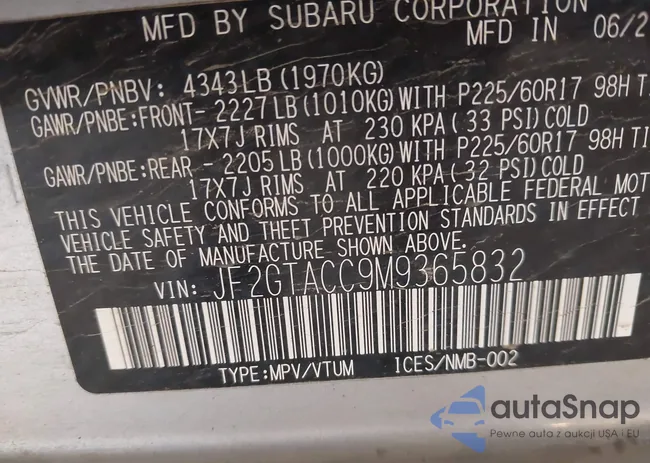 MFD BY SUBARU CORPORATION
MFD IN 06/2
GVWR/PNBV: 4343LB(1970KG)
GAWR/PNBE:FRONT-2227LB(1010KG)WITH P225/60R17 98H
17X7J RIMS AT 230 KPA(33 PSI)COLD
GAWR/PNBE:REAR - 2205LB(1000KG)WITH P225/60R17 98H
17X7J RIMS AT 220 KPA(32 PSI)COLD
THIS VEHICLE CONFORMS TO ALL APPLICABLE FEDERAL MOT
VEHICLE SAFETY AND THEFT PREVENTION STANDARDS IN EFFECT
DATE OF MANUFACTURE SHOWN ABOVE.
VIN: JF2GTACC9M9365832
TYPE:MPV/VTUM ICES/NMB-002
autaSnap
Pewne auta z aukcji USA i EU